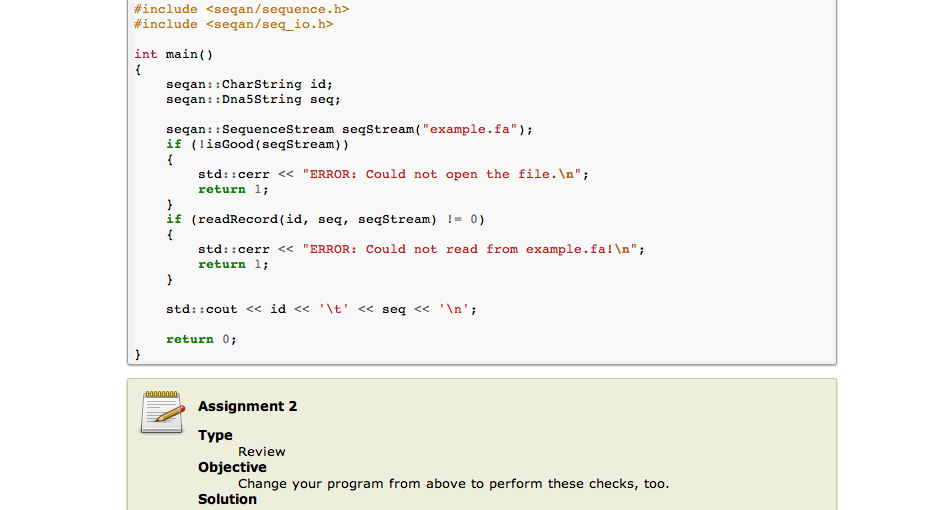 #include <seqan/sequence.h>
#include <seqan/seq_io.h>
int main()
{
seqan::CharString id;
seqan::Dna5String seq;
seqan::SequenceStream seqStream("example.fa");
if (!isGood(seqStream))
{
std::cerr << "ERROR: Could not open the file.\n";
return 1;
}
if (readRecord(id, seq, seqStream) != 0)
{
std::cerr << "ERROR: Could not read from example.fa!\n";
return 1;
}
std::cout << id << '\t' << seq << '\n';
return 0;
}
Assignment 2
Type
Review
Objective
Change your program from above to perform these checks, too.
Solution